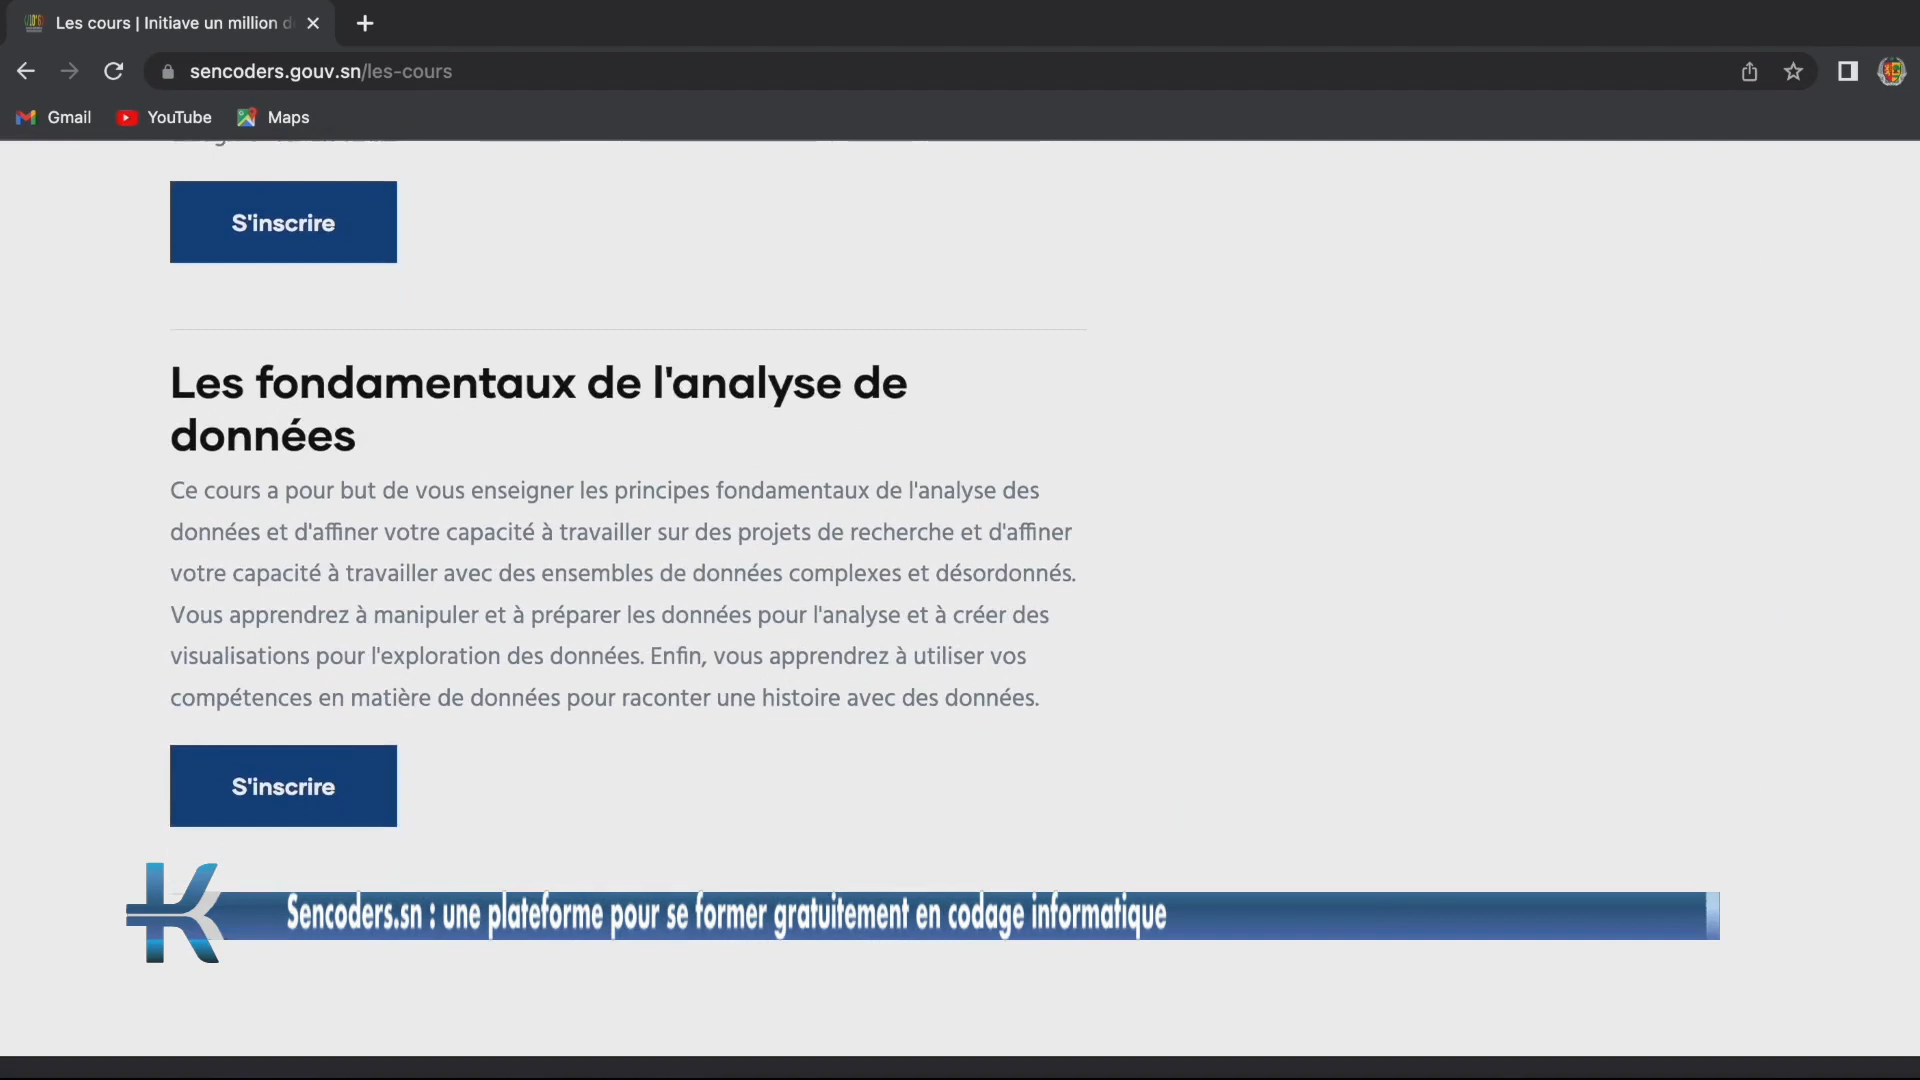 Les cours | Initiave un million d
sencoders.gouv.sn/les-cours
Gmail YouTube Maps
S'inscrire
Les fondamentaux de l'analyse de
données
Ce cours a pour but de vous enseigner les principes fondamentaux de l'analyse des
données et d'affiner votre capacité à travailler sur des projets de recherche et d'affiner
votre capacité à travailler avec des ensembles de données complexes et désordonnés.
Vous apprendrez à manipuler et à préparer les données pour l'analyse et à créer des
visualisations pour l'exploration des données. Enfin, vous apprendrez à utiliser vos
compétences en matière de données pour raconter une histoire avec des données.
S'inscrire
K
Sencoders.sn : une plateforme pour se former gratuitement en codage informatique